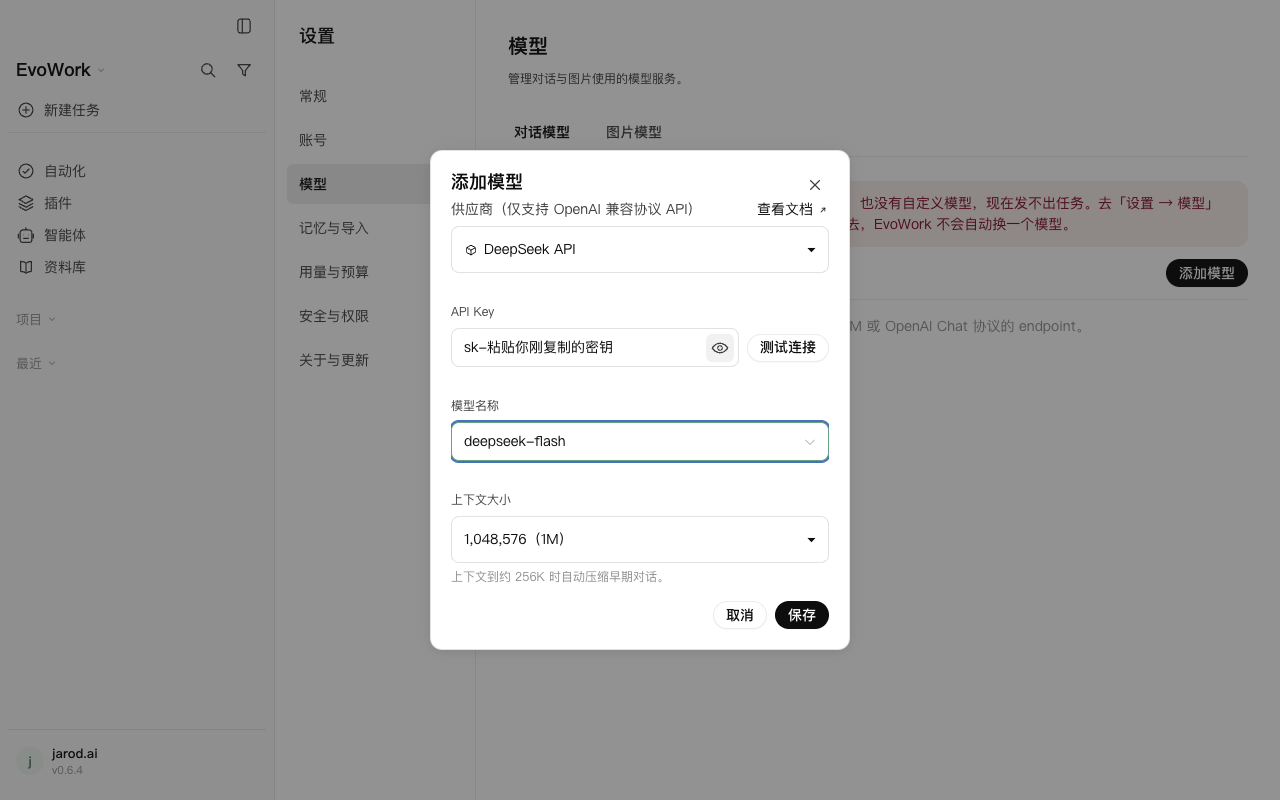 EvoWork
新建任务
自动化
插件
智能体
资料库
项目
最近
jarod.ai
j
v0.6.4
设置
常规
账号
模型
记忆与导入
用量与预算
安全与权限
关于与更新
模型
管理对话与图片使用的模型服务。
对话模型 图片模型
也没有自定义模型，现在发不出任务。去「设置 → 模型」
去，EvoWork 不会自动换一个模型。
添加模型
M 或 OpenAI Chat 协议的 endpoint。
添加模型
供应商（仅支持 OpenAI 兼容协议 API） 查看文档 ↗
DeepSeek API
API Key
sk-粘贴你刚复制的密钥 测试连接
模型名称
deepseek-flash
上下文大小
1,048,576（1M）
上下文到约 256K 时自动压缩早期对话。
取消 保存